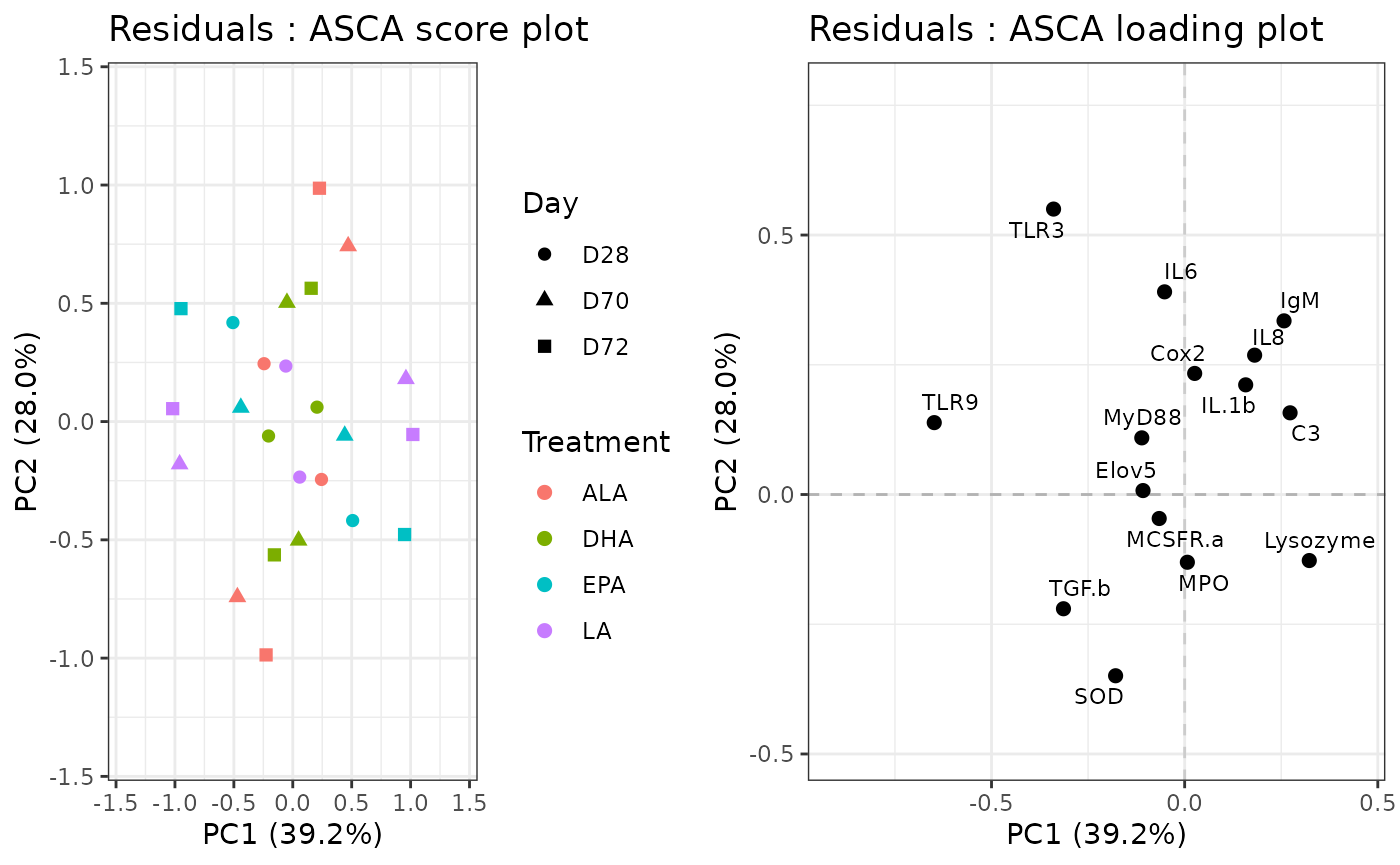 Residuals : ASCA score plot
1.5
1.0
0.5
0.0
-0.5
-1.0
-1.5
-1.5 -1.0 -0.5 0.0 0.5 1.0 1.5
PC1 (39.2%)
PC2 (28.0%)
Day
D28
D70
D72
Treatment
ALA
DHA
EPA
LA
Residuals : ASCA loading plot
TLR3
IL6
IgM
IL8
Cox2
IL.1b
TLR9
MyD88
C3
Elov5
MCSFR.a
Lysozyme
MPO
TGF.b
SOD
0.5
0.0
-0.5
-0.5 0.0 0.5
PC1 (39.2%)
PC2 (28.0%)